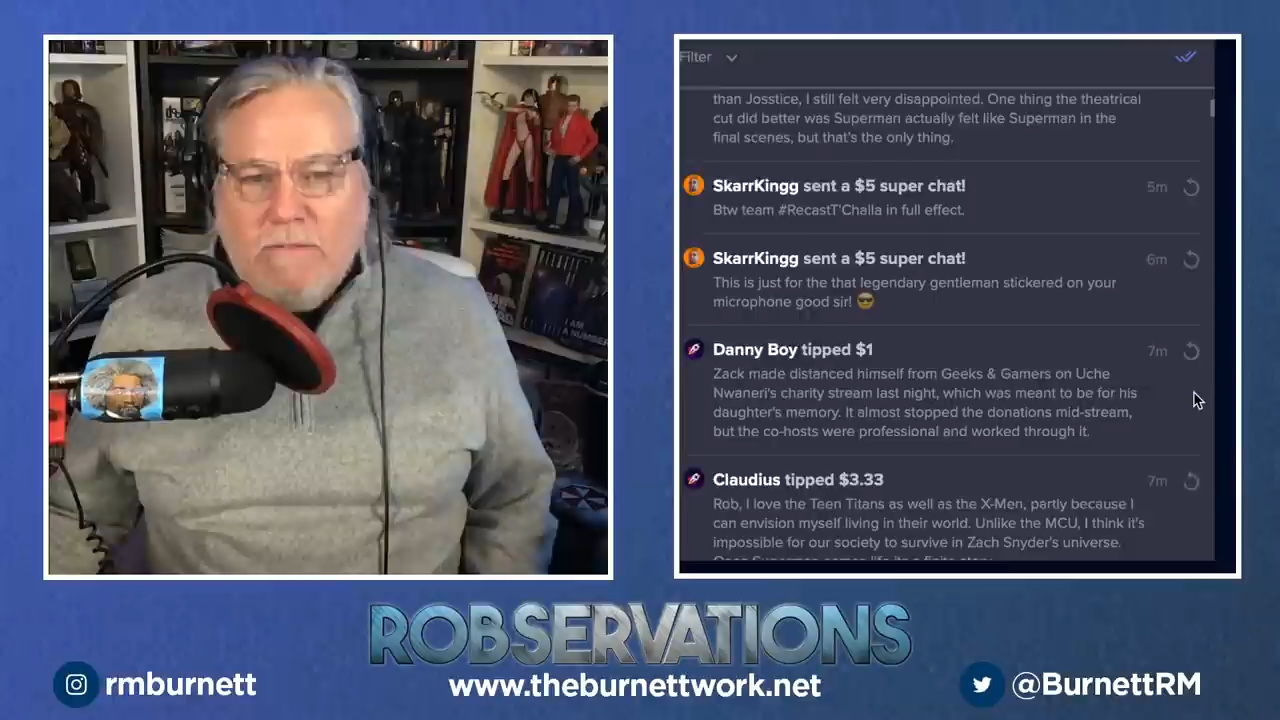 Filter
than Josstice, I still felt very disappointed. One thing the theatrical
cut did better was Superman actually felt like Superman in the
final scenes, but that's the only thing.
SkarrKingg sent a $5 super chat!
5m
Btw team #RecastT'Challa in full effect.
SkarrKingg sent a $5 super chat!
6m
This is just for the that legendary gentleman stickered on your
microphone good sir! 😎
Danny Boy tipped $1
7m
Zack made distanced himself from Geeks & Gamers on Uche
Nwaneri's charity stream last night, which was meant to be for his
daughter's memory. It almost stopped the donations mid-stream,
but the co-hosts were professional and worked through it.
Claudius tipped $3.33
7m
Rob, I love the Teen Titans as well as the X-Men, partly because I
can envision myself living in their world. Unlike the MCU, I think it's
impossible for our society to survive in Zach Snyder's universe.
I AM
A NUMBER
ROBSERVATIONS
rmburnett
www.theburnettwork.net
@BurnettRM